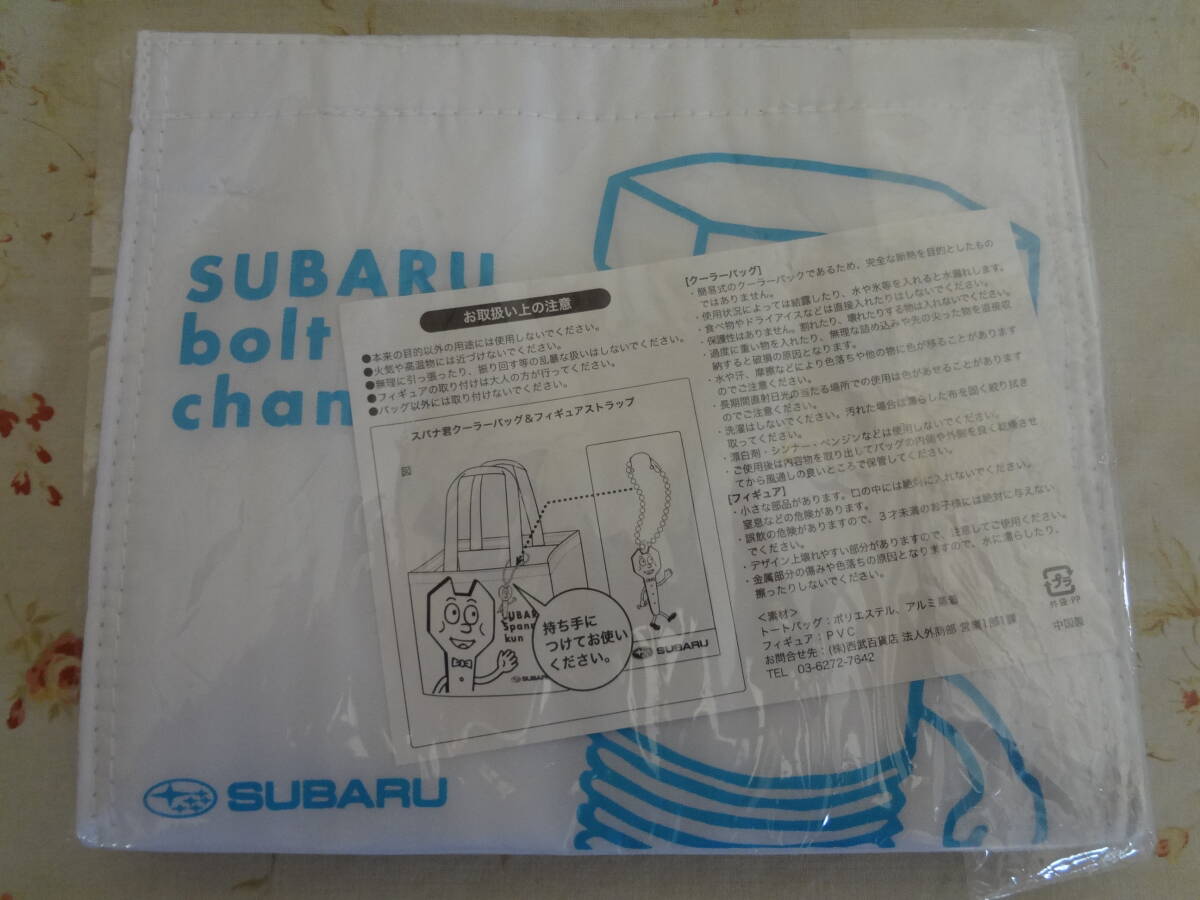 SUBARU
bolt
chan
お取扱い上の注意
●本来の目的以外の用途には使用しないでください。
●火気や高温物には近づけないでください。
●無理に引っ張ったり、振り回す等の乱暴な扱いはしないでください。
●フィギュアの取り付けは大人の方が行ってください。
●バッグ以外には取り付けないでください。
スパナ君クーラーバッグ&フィギュアストラップ
図
SUBAR
Spana
kun
SUBAR
持ち手に
つけてお使い
ください。
SUBARU
[クーラーバッグ]
・簡易式のクーラーバックであるため、完全な断熱を目的としたもの
ではありません。
・使用状況によっては結露したり、水や氷等を入れると水漏れします。
・食べ物やドライアイスなどは直接入れたりはしないでください。
・保護性はありません。割れたり、壊れたりする物は入れないでください。
・過度に重い物を入れたり、無理な詰め込みや先の尖った物を直接収
納すると破損の原因となります。
・水や汗、摩擦などにより色落ちや他の物に色が移ることがあります
のでご注意ください。
・長期間直射日光の当たる場所での使用は色があせることがあります
のでご注意ください。
・洗濯はしないでください。汚れた場合は濡らした布を固く絞り拭き
取ってください。
・漂白剤・シンナー・ベンジンなどは使用しないでください。
・ご使用後は内容物を取り出してバッグの内側や外側を良く乾燥させ
てから風通しの良いところで保管してください。
[フィギュア]
・小さな部品があります。口の中には絶対に入れないでください。
窒息などの危険があります。
・誤飲の危険がありますので、3才未満のお子様には絶対に与えない
でください。
・デザイン上壊れやすい部分がありますので、注意してご使用ください。
・金属部分の傷みや色落ちの原因となりますので、水に濡らしたり、
擦ったりしないでください。
<素材>
トートバッグ:ポリエステル、アルミ蒸着
フィギュア:PVC
お問合せ先:(株)西武百貨店 法人外商部 営業1部1課
TEL 03-6272-7642
プラ
外袋:PP
中国製
SUBARU